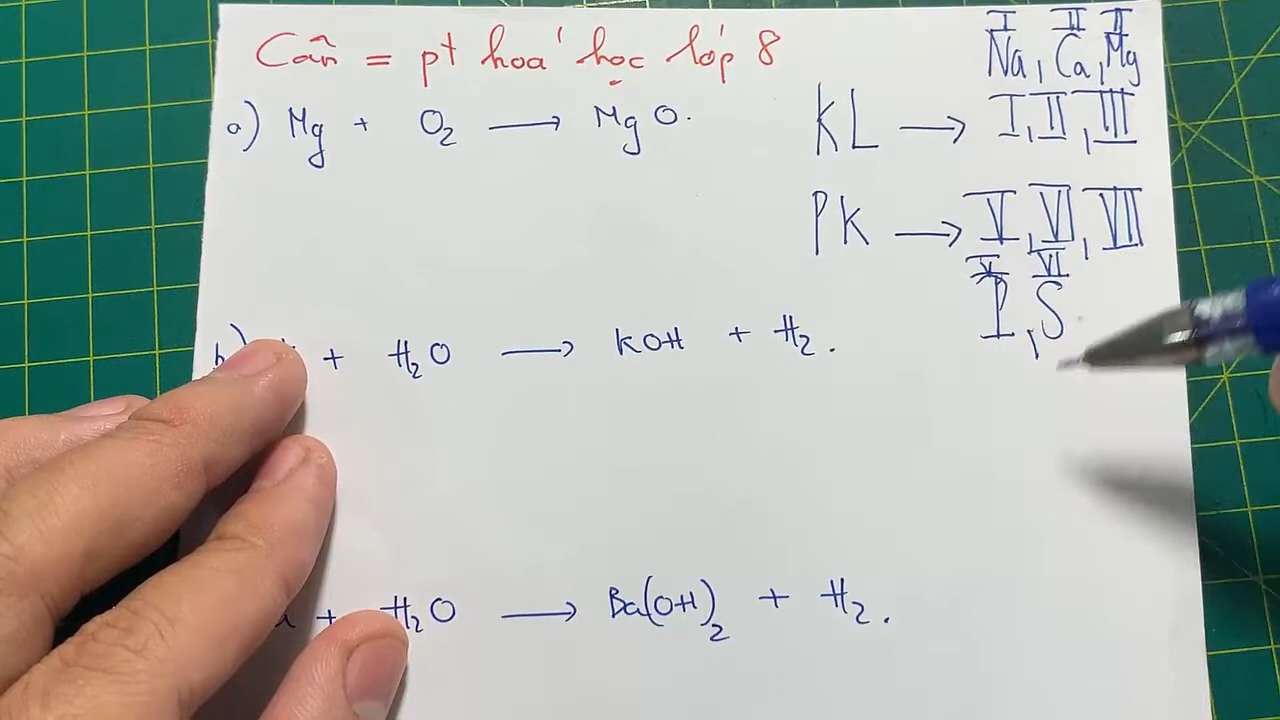 Cân = pt hoá học lớp 8
a) Mg + O₂ ⟶ MgO.
+ H₂O ⟶ KOH + H₂.
+ H₂O ⟶ Ba(OH)₂ + H₂.
I II II
Na, Ca, Mg
KL ⟶ I, II, III
PK ⟶ V, VI, VII
V VI
P, S